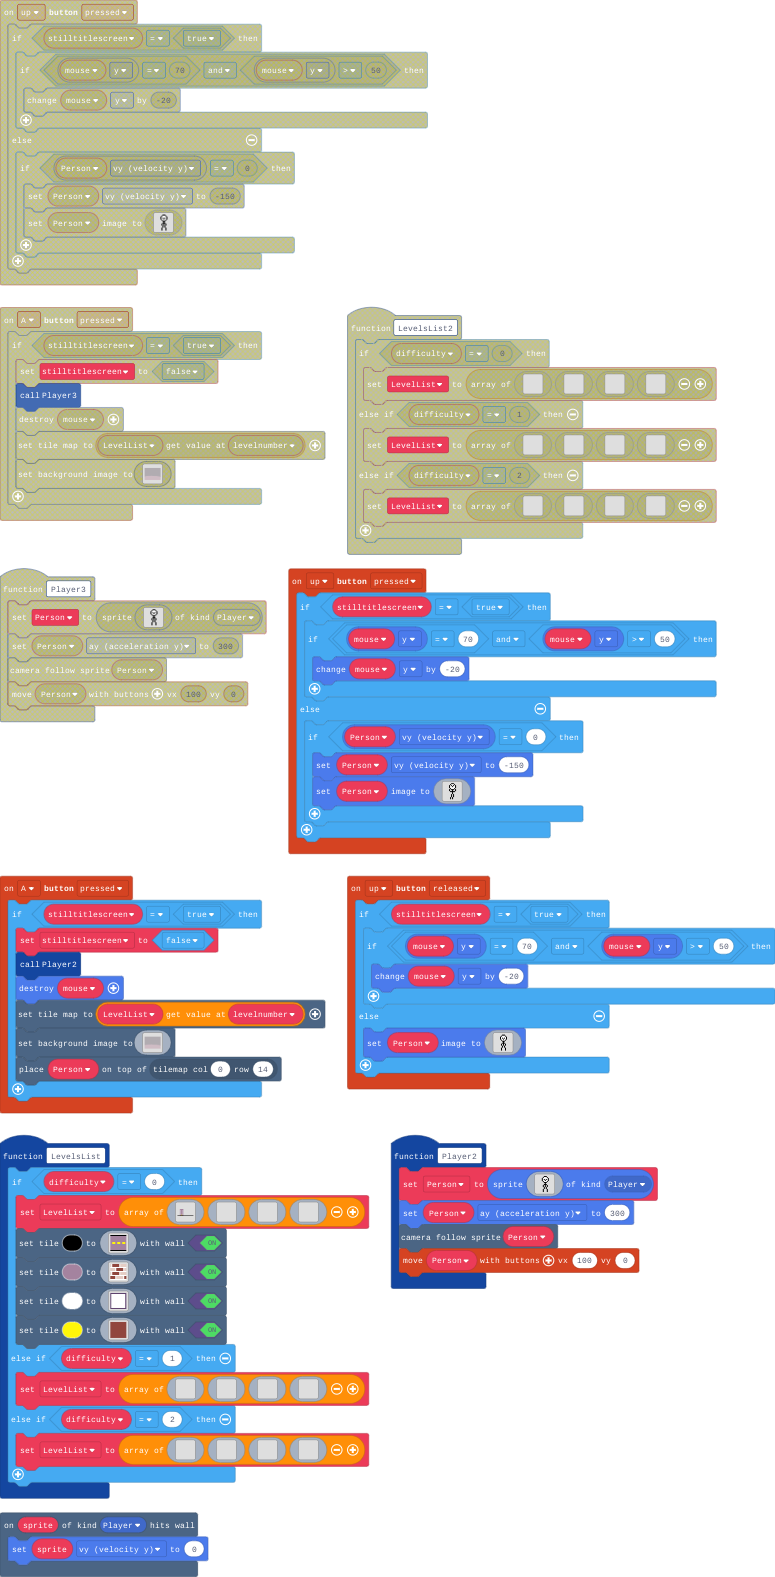 on up button pressed
if stilltitlescreen = true then
if mouse y = 70 and mouse y > 50 then
change mouse y by -20
else
if Person vy (velocity y) = 0 then
set Person vy (velocity y) to -150
set Person image to
on A button pressed
if stilltitlescreen = true then
set stilltitlescreen to false
call Player3
destroy mouse
set tile map to LevelList get value at levelnumber
set background image to
function LevelsList2
if difficulty = 0 then
set LevelList to array of
else if difficulty = 1 then
set LevelList to array of
else if difficulty = 2 then
set LevelList to array of
function Player3
set Person to sprite of kind Player
set Person ay (acceleration y) to 300
camera follow sprite Person
move Person with buttons vx 100 vy 0
on up button pressed
if stilltitlescreen = true then
if mouse y = 70 and mouse y > 50 then
change mouse y by -20
else
if Person vy (velocity y) = 0 then
set Person vy (velocity y) to -150
set Person image to
on A button pressed
if stilltitlescreen = true then
set stilltitlescreen to false
call Player2
destroy mouse
set tile map to LevelList get value at levelnumber
set background image to
place Person on top of tilemap col 0 row 14
on up button released
if stilltitlescreen = true then
if mouse y = 70 and mouse y > 50 then
change mouse y by -20
else
set Person image to
function LevelsList
if difficulty = 0 then
set LevelList to array of
set tile to with wall ON
set tile to with wall ON
set tile to with wall ON
set tile to with wall ON
else if difficulty = 1 then
set LevelList to array of
else if difficulty = 2 then
set LevelList to array of
function Player2
set Person to sprite of kind Player
set Person ay (acceleration y) to 300
camera follow sprite Person
move Person with buttons vx 100 vy 0
on sprite of kind Player hits wall
set sprite vy (velocity y) to 0